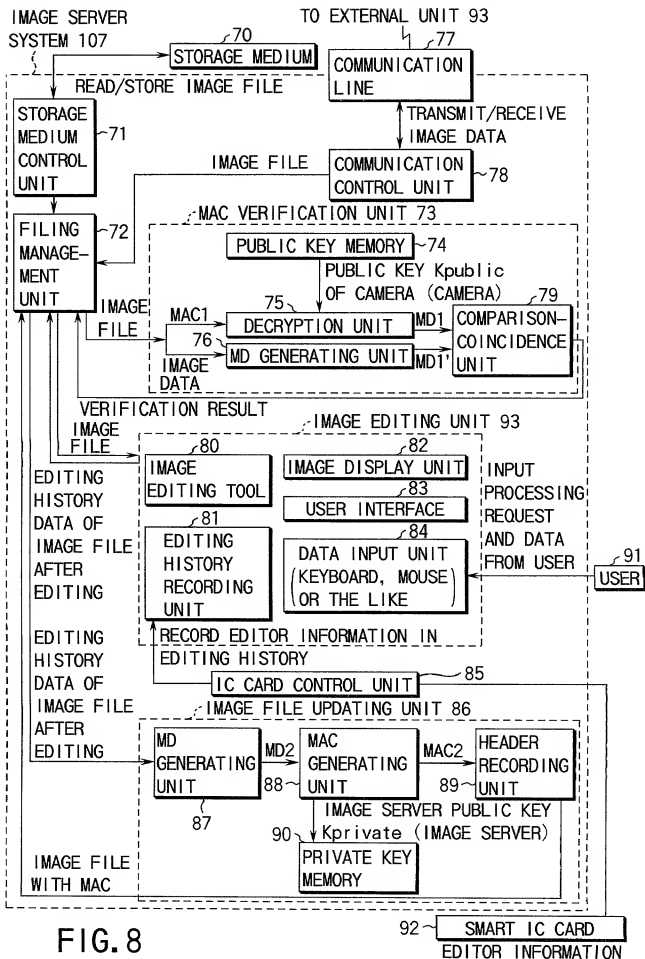 IMAGE SERVER
SYSTEM 107
70
STORAGE MEDIUM
TO EXTERNAL UNIT 93
77
COMMUNICATION
LINE
READ/STORE IMAGE FILE
STORAGE
MEDIUM
CONTROL
UNIT
71
TRANSMIT/RECEIVE
IMAGE DATA
IMAGE FILE
COMMUNICATION
CONTROL UNIT
78
72
FILING
MANAGE-
MENT
UNIT
MAC VERIFICATION UNIT 73
PUBLIC KEY MEMORY
74
PUBLIC KEY Kpublic
OF CAMERA (CAMERA)
79
IMAGE
FILE
MAC1
75
DECRYPTION UNIT
MD1
COMPARISON-
COINCIDENCE
UNIT
76
MD GENERATING UNIT
MD1'
IMAGE
DATA
VERIFICATION RESULT
IMAGE
FILE
IMAGE EDITING UNIT 93
80
IMAGE
EDITING TOOL
82
IMAGE DISPLAY UNIT
83
USER INTERFACE
INPUT
PROCESSING
REQUEST
AND DATA
FROM USER
EDITING
HISTORY
DATA OF
IMAGE FILE
AFTER
EDITING
81
EDITING
HISTORY
RECORDING
UNIT
84
DATA INPUT UNIT
(KEYBOARD, MOUSE
OR THE LIKE)
91
USER
RECORD EDITOR INFORMATION IN
EDITING HISTORY
EDITING
HISTORY
DATA OF
IMAGE FILE
AFTER
EDITING
85
IC CARD CONTROL UNIT
IMAGE FILE UPDATING UNIT 86
MD
GENERATING
UNIT
87
MD2
MAC
GENERATING
UNIT
88
MAC2
HEADER
RECORDING
UNIT
89
IMAGE SERVER PUBLIC KEY
Kprivate (IMAGE SERVER)
90
PRIVATE KEY
MEMORY
IMAGE FILE
WITH MAC
92
SMART IC CARD
EDITOR INFORMATION
FIG. 8